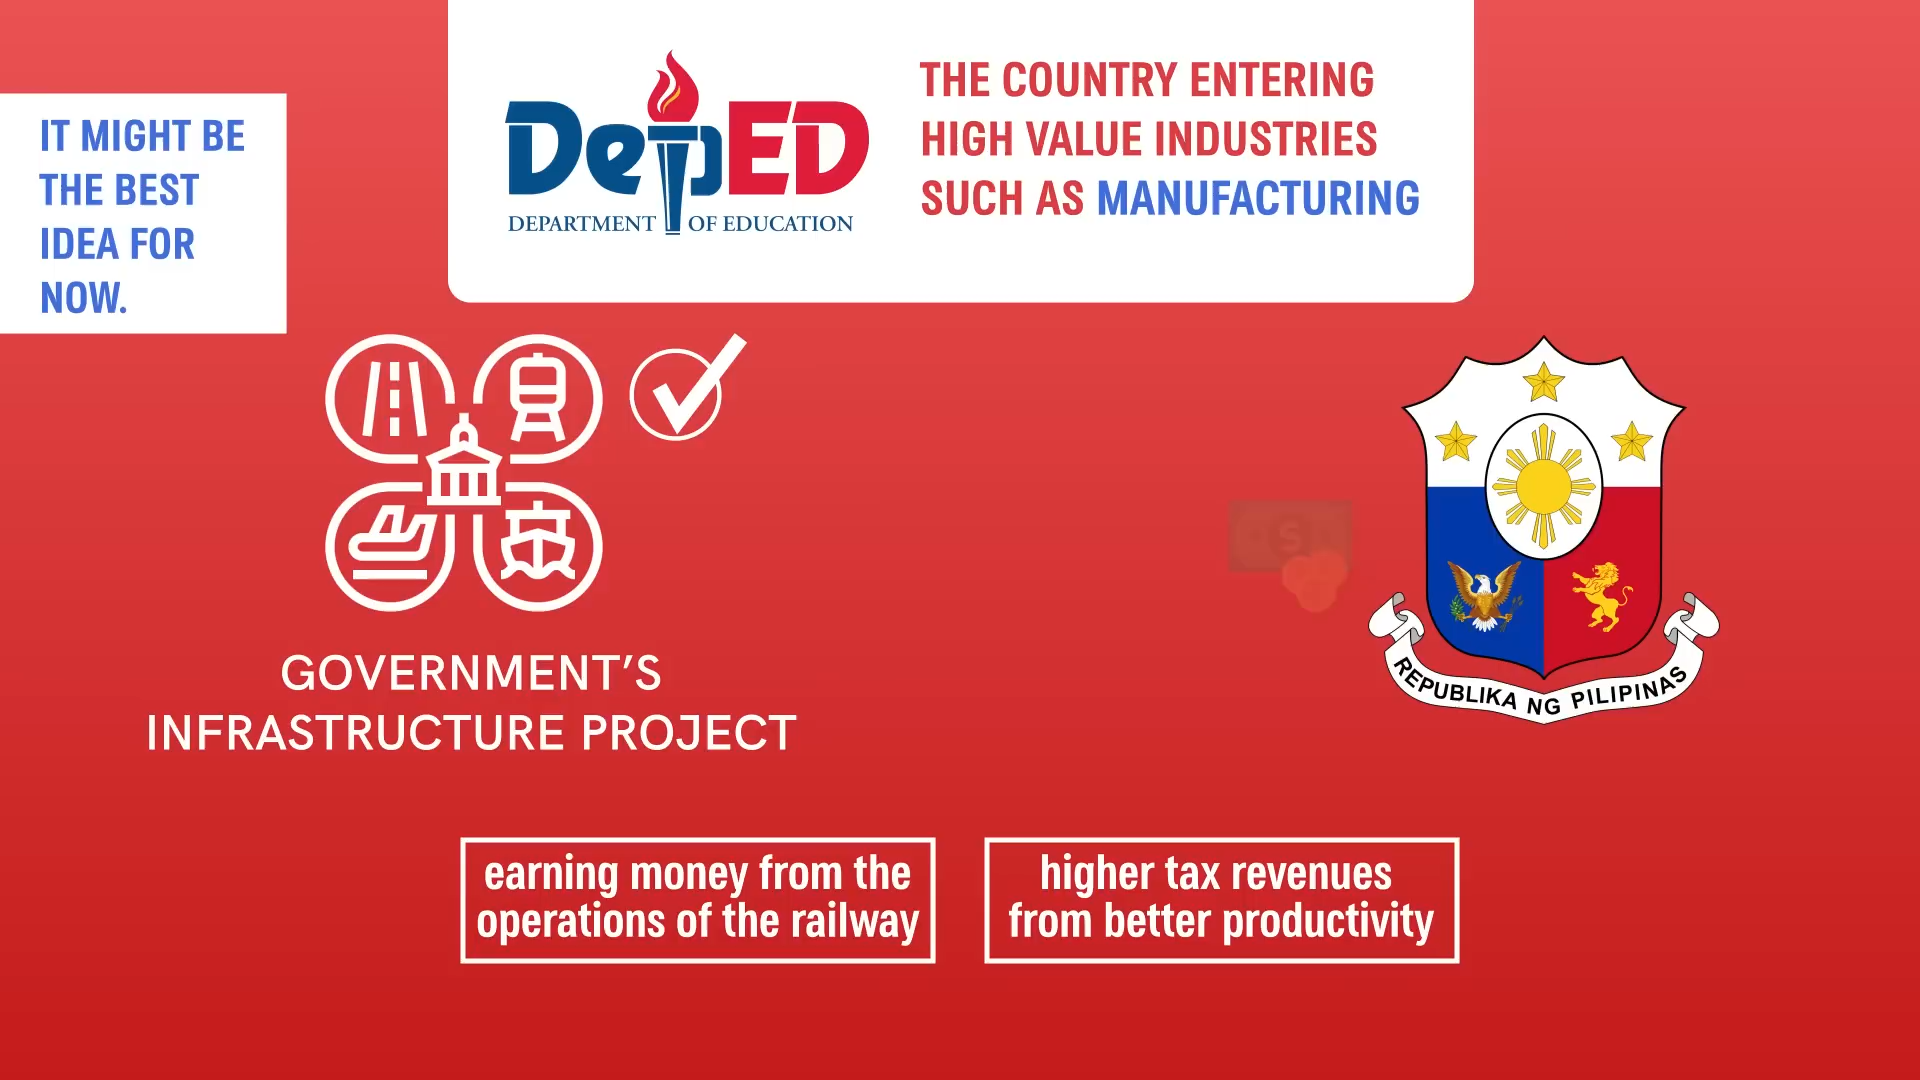 IT MIGHT BE
THE BEST
IDEA FOR
NOW.
DepED
DEPARTMENT OF EDUCATION
THE COUNTRY ENTERING
HIGH VALUE INDUSTRIES
SUCH AS MANUFACTURING
GOVERNMENT’S
INFRASTRUCTURE PROJECT
$
REPUBLIKA NG PILIPINAS
earning money from the
operations of the railway
higher tax revenues
from better productivity